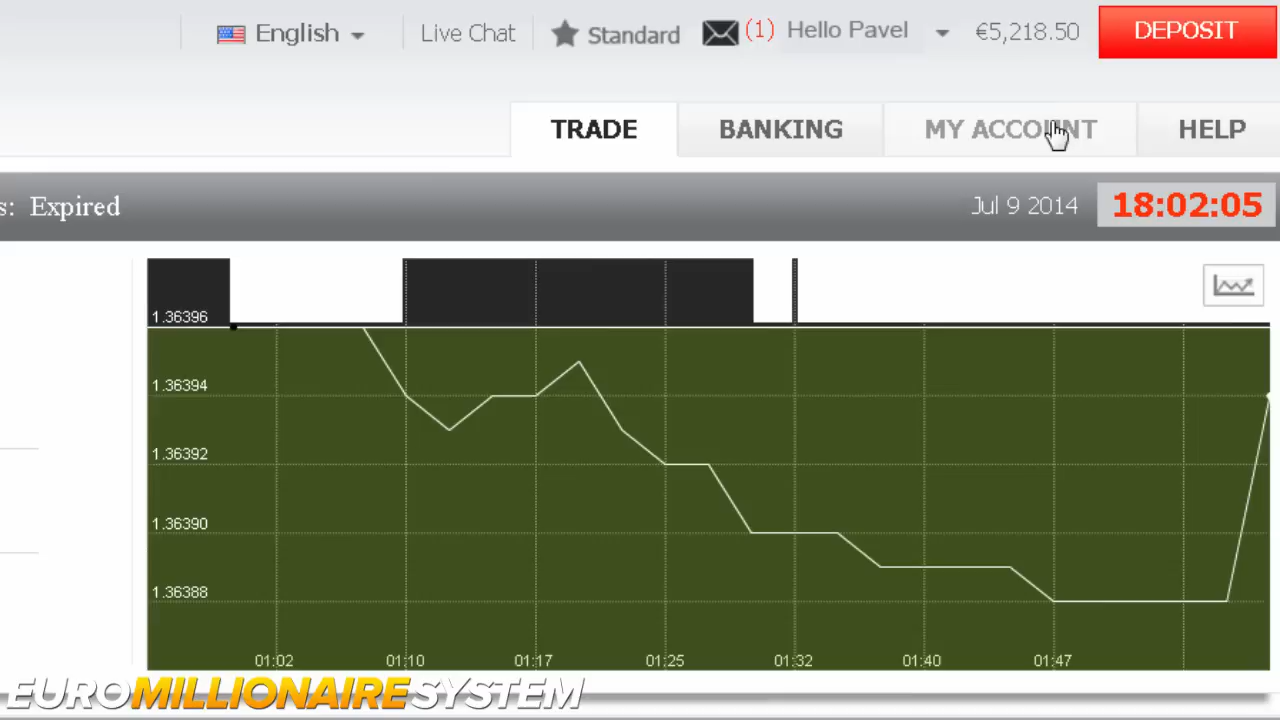 English Live Chat Standard (1) Hello Pavel €5,218.50 DEPOSIT
TRADE BANKING MY ACCOUNT HELP
s: Expired Jul 9 2014 18:02:05
1.36396
1.36394
1.36392
1.36390
1.36388
01:02 01:10 01:17 01:25 01:32 01:40 01:47
EUROMILLIONAIRESYSTEM